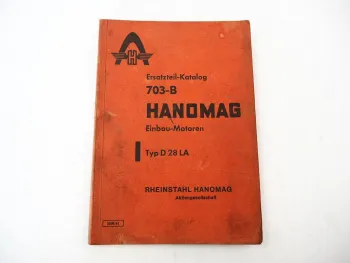 Ersatzteil-Katalog
703-B
HANOMAG
Einbau-Motoren
Typ D 28 LA
RHEINSTAHL HANOMAG
Aktiengesellschaft